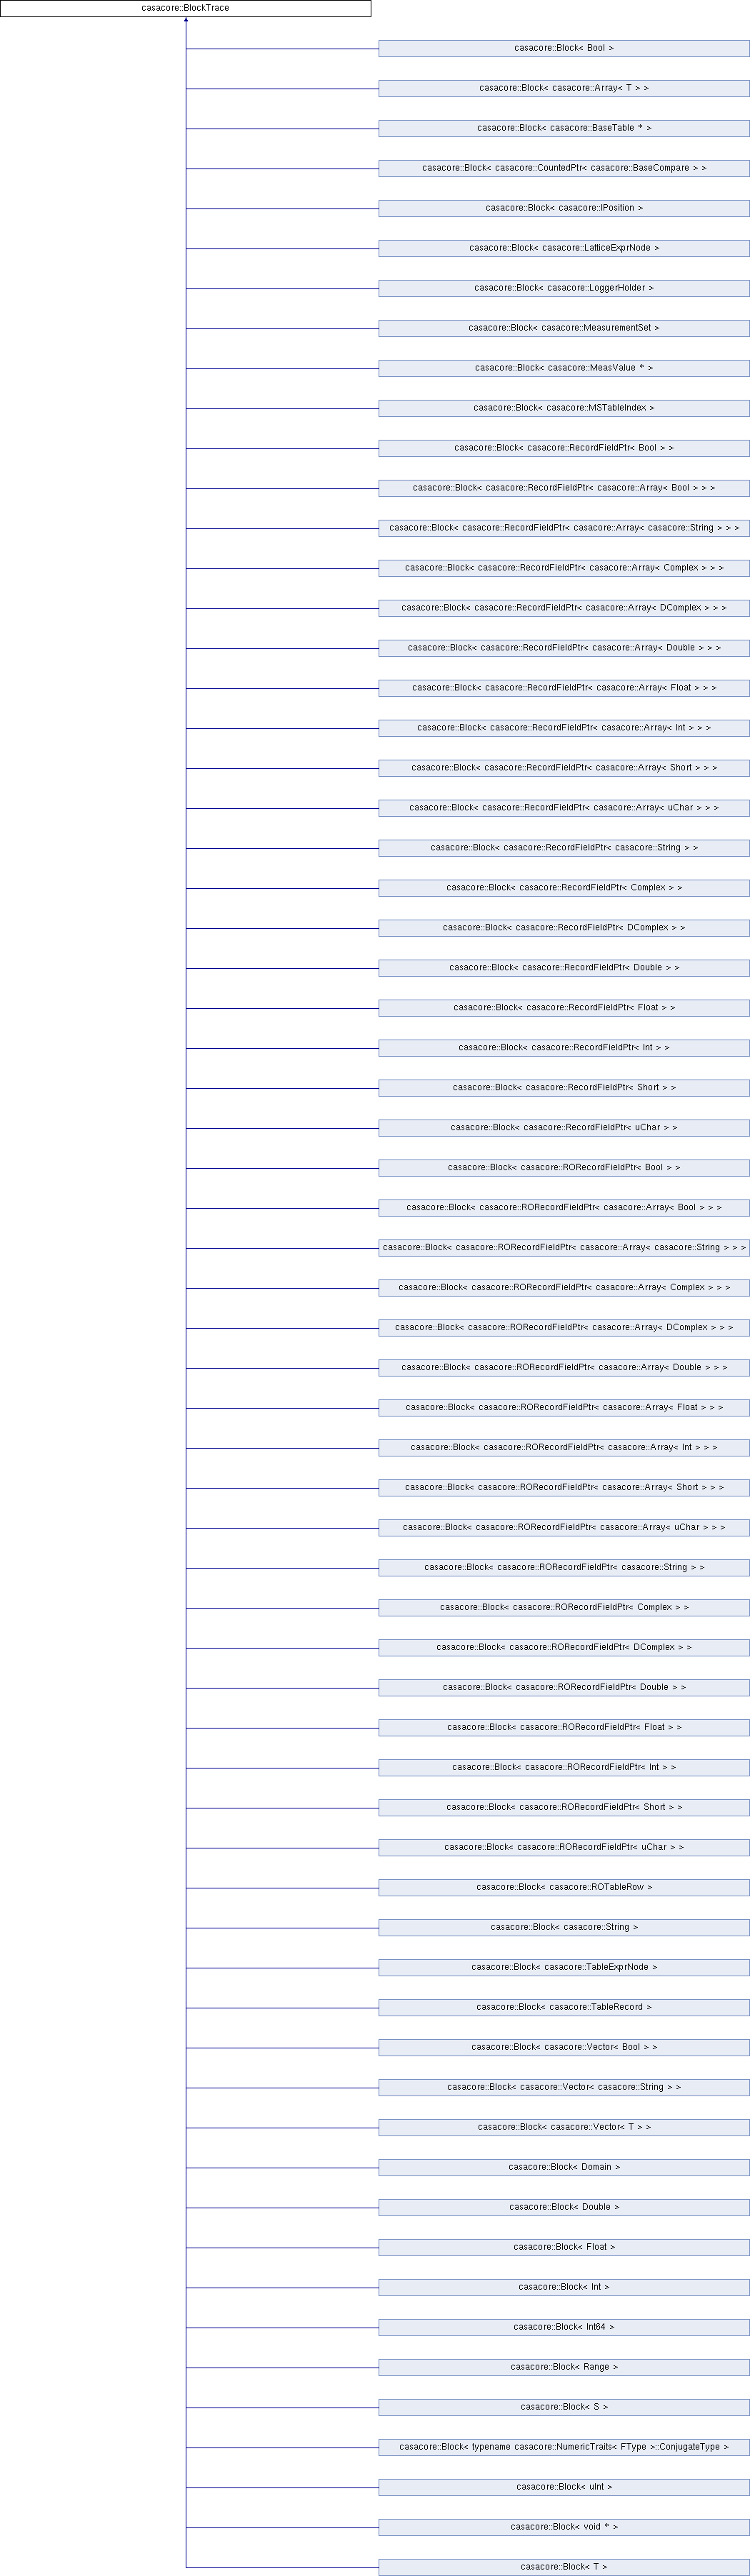 casacore::BlockTrace
casacore::Block< Bool >
casacore::Block< casacore::Array< T > >
casacore::Block< casacore::BaseTable * >
casacore::Block< casacore::CountedPtr< casacore::BaseCompare > >
casacore::Block< casacore::IPosition >
casacore::Block< casacore::LatticeExprNode >
casacore::Block< casacore::LoggerHolder >
casacore::Block< casacore::MeasurementSet >
casacore::Block< casacore::MeasValue * >
casacore::Block< casacore::MSTableIndex >
casacore::Block< casacore::RecordFieldPtr< Bool > >
casacore::Block< casacore::RecordFieldPtr< casacore::Array< Bool > > >
casacore::Block< casacore::RecordFieldPtr< casacore::Array< casacore::String > > >
casacore::Block< casacore::RecordFieldPtr< casacore::Array< Complex > > >
casacore::Block< casacore::RecordFieldPtr< casacore::Array< DComplex > > >
casacore::Block< casacore::RecordFieldPtr< casacore::Array< Double > > >
casacore::Block< casacore::RecordFieldPtr< casacore::Array< Float > > >
casacore::Block< casacore::RecordFieldPtr< casacore::Array< Int > > >
casacore::Block< casacore::RecordFieldPtr< casacore::Array< Short > > >
casacore::Block< casacore::RecordFieldPtr< casacore::Array< uChar > > >
casacore::Block< casacore::RecordFieldPtr< casacore::String > >
casacore::Block< casacore::RecordFieldPtr< Complex > >
casacore::Block< casacore::RecordFieldPtr< DComplex > >
casacore::Block< casacore::RecordFieldPtr< Double > >
casacore::Block< casacore::RecordFieldPtr< Float > >
casacore::Block< casacore::RecordFieldPtr< Int > >
casacore::Block< casacore::RecordFieldPtr< Short > >
casacore::Block< casacore::RecordFieldPtr< uChar > >
casacore::Block< casacore::RORecordFieldPtr< Bool > >
casacore::Block< casacore::RORecordFieldPtr< casacore::Array< Bool > > >
casacore::Block< casacore::RORecordFieldPtr< casacore::Array< casacore::String > > >
casacore::Block< casacore::RORecordFieldPtr< casacore::Array< Complex > > >
casacore::Block< casacore::RORecordFieldPtr< casacore::Array< DComplex > > >
casacore::Block< casacore::RORecordFieldPtr< casacore::Array< Double > > >
casacore::Block< casacore::RORecordFieldPtr< casacore::Array< Float > > >
casacore::Block< casacore::RORecordFieldPtr< casacore::Array< Int > > >
casacore::Block< casacore::RORecordFieldPtr< casacore::Array< Short > > >
casacore::Block< casacore::RORecordFieldPtr< casacore::Array< uChar > > >
casacore::Block< casacore::RORecordFieldPtr< casacore::String > >
casacore::Block< casacore::RORecordFieldPtr< Complex > >
casacore::Block< casacore::RORecordFieldPtr< DComplex > >
casacore::Block< casacore::RORecordFieldPtr< Double > >
casacore::Block< casacore::RORecordFieldPtr< Float > >
casacore::Block< casacore::RORecordFieldPtr< Int > >
casacore::Block< casacore::RORecordFieldPtr< Short > >
casacore::Block< casacore::RORecordFieldPtr< uChar > >
casacore::Block< casacore::ROTableRow >
casacore::Block< casacore::String >
casacore::Block< casacore::TableExprNode >
casacore::Block< casacore::TableRecord >
casacore::Block< casacore::Vector< Bool > >
casacore::Block< casacore::Vector< casacore::String > >
casacore::Block< casacore::Vector< T > >
casacore::Block< Domain >
casacore::Block< Double >
casacore::Block< Float >
casacore::Block< Int >
casacore::Block< Int64 >
casacore::Block< Range >
casacore::Block< S >
casacore::Block< typename casacore::NumericTraits< FType >::ConjugateType >
casacore::Block< uInt >
casacore::Block< void * >
casacore::Block< T >